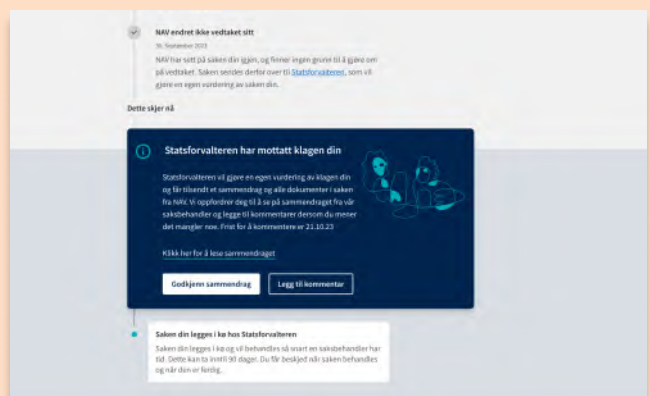 NAV endret ikke vedtaket sitt
30. September 2023
NAV har sett på saken din igjen, og finner ingen grunn til å gjøre om
på vedtaket. Saken sendes derfor over til Statsforvalteren, som vil
gjøre en egen vurdering av saken din.
Dette skjer nå
Statsforvalteren har mottatt klagen din
Statsforvalteren vil gjøre en egen vurdering av klagen din
og får tilsendt et sammendrag og alle dokumenter i saken
fra NAV. Vi oppfordrer deg til å se på sammendraget fra vår
saksbehandler og legge til kommentarer dersom du mener
det mangler noe. Frist for å kommentere er 21.10.23
Klikk her for å lese sammendraget
Godkjenn sammendrag
Legg til kommentar
Saken din legges i kø hos Statsforvalteren
Saken din legges i kø og vil behandles så snart en saksbehandler har
tid. Dette kan ta inntil 90 dager. Du får beskjed når saken behandles
og når den er ferdig.